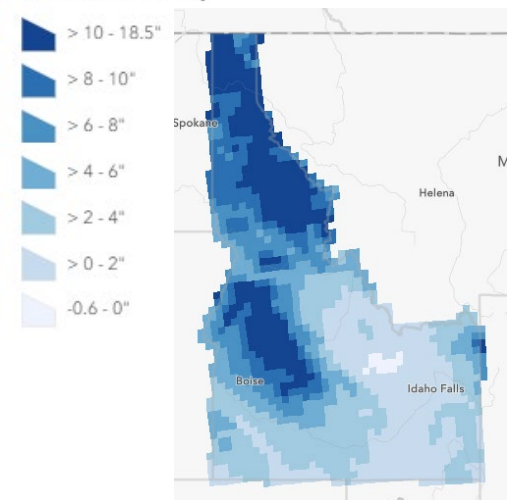 > 10 - 18.5"
> 8 - 10"
> 6 - 8"
> 4 - 6"
> 2 - 4"
> 0 - 2"
-0.6 - 0"
Spokane
M
Helena
Boise
Idaho Falls